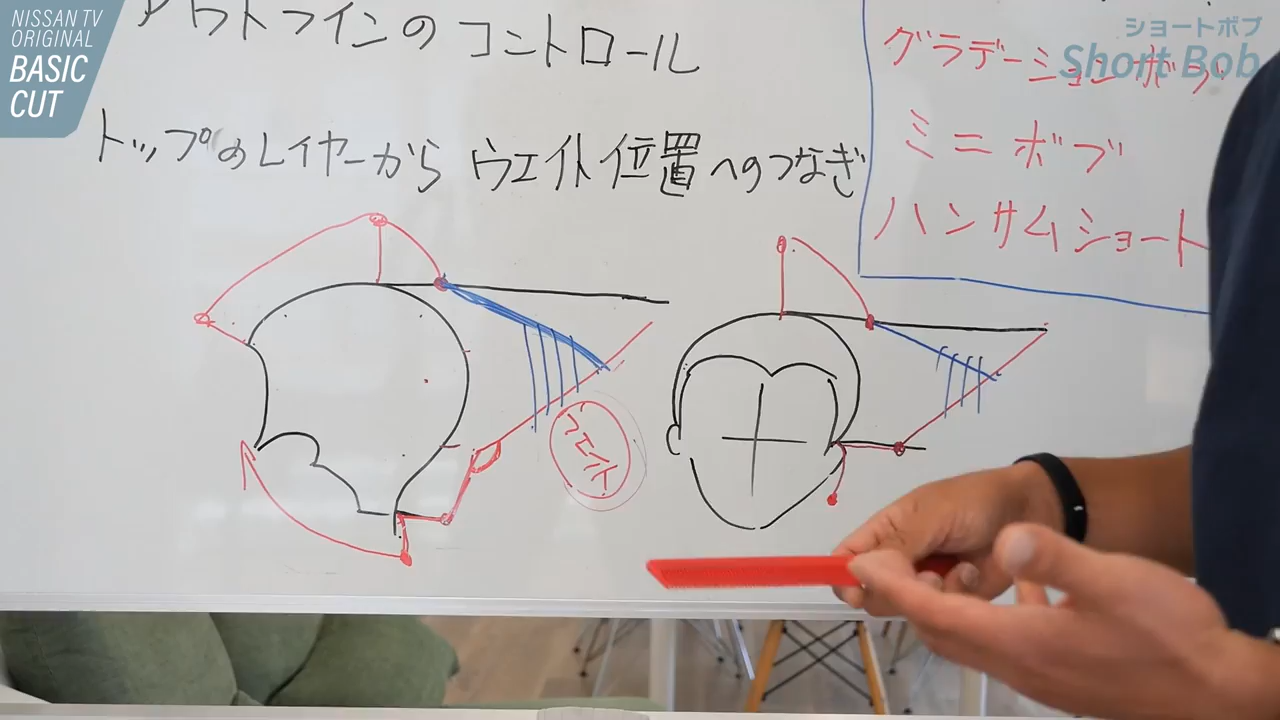 NISSAN TV
ORIGINAL
BASIC
CUT
アウトラインのコントロール
トップのレイヤーから ウェイト位置へのつなぎ
ショートボブ
Short Bob
グラデーションボブ
ミニボブ
ハンサムショート
ウエイト